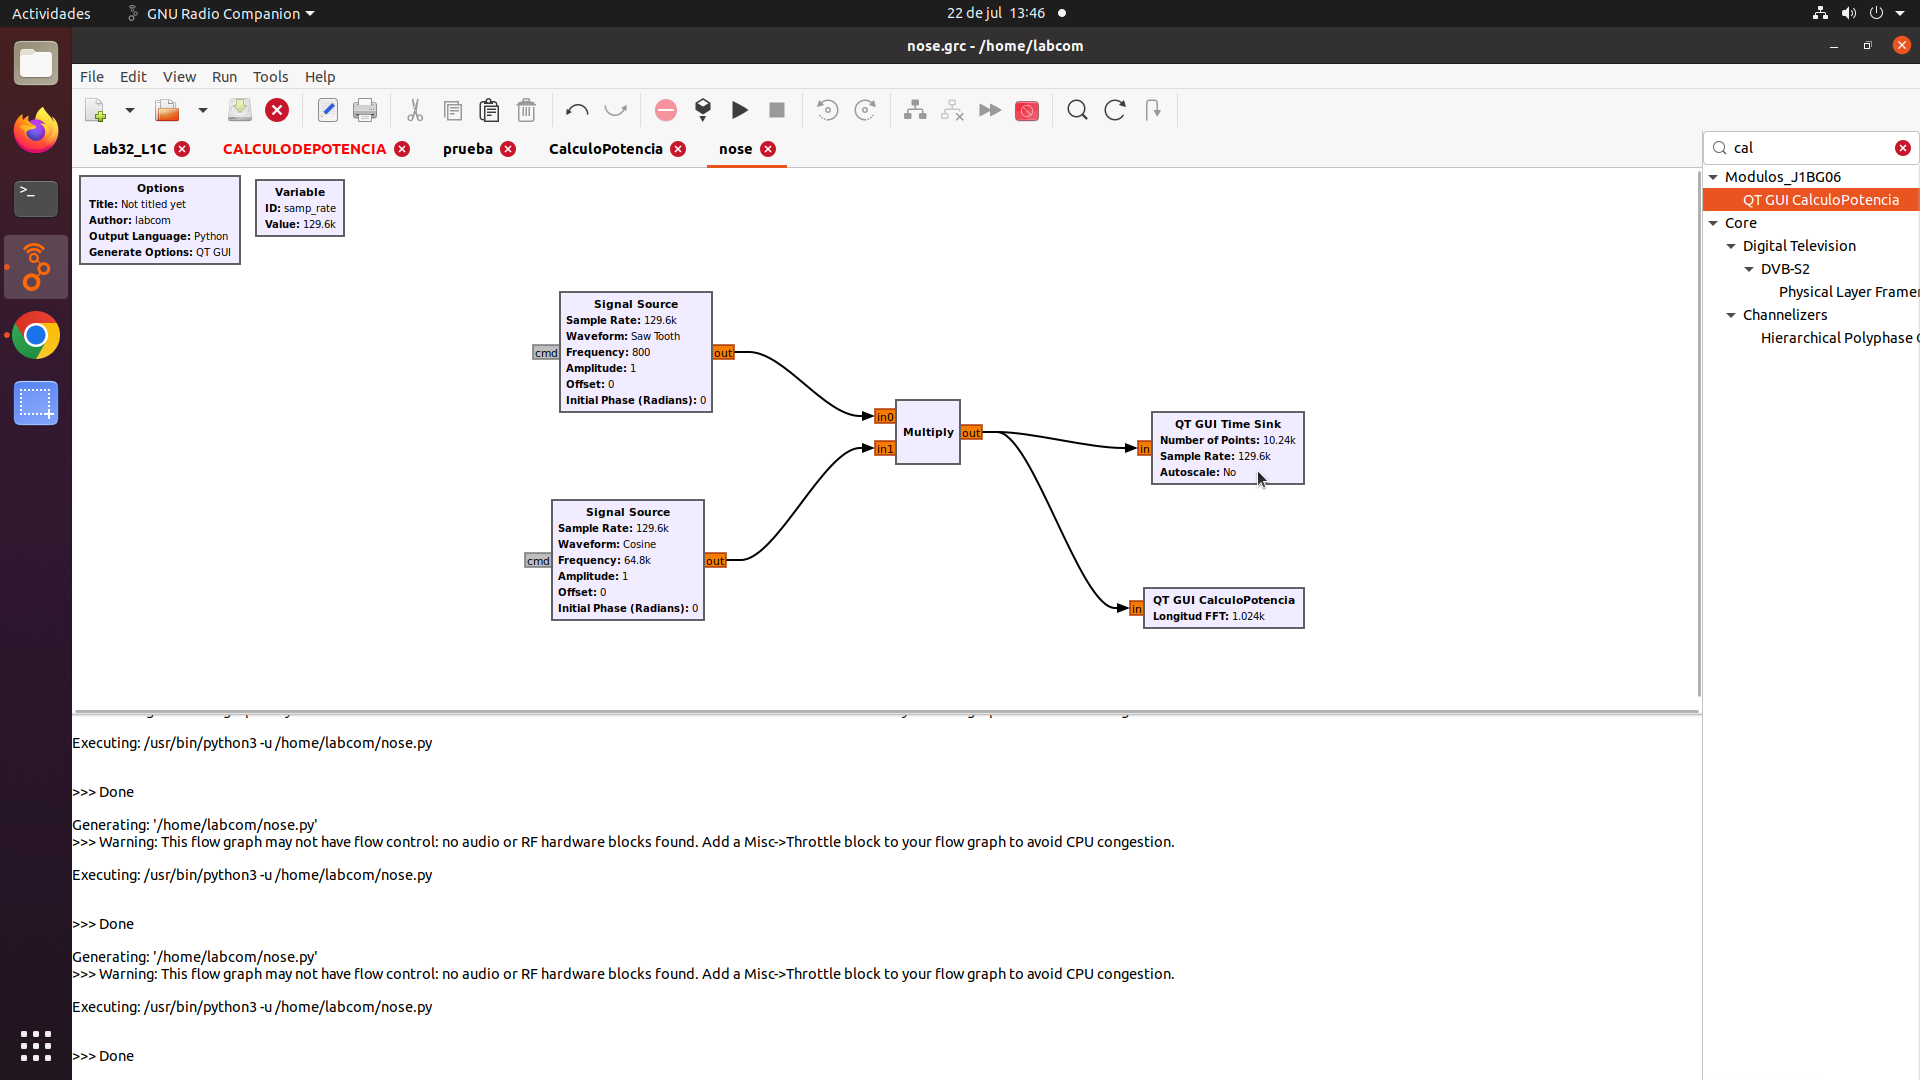 Actividades
GNU Radio Companion
22 de jul 13:46
nose.grc - /home/labcom
File Edit View Run Tools Help
Lab32_L1C
CALCULODEPOTENCIA
prueba
CalculoPotencia
nose
cal
Options
Title: Not titled yet
Author: labcom
Output Language: Python
Generate Options: QT GUI
Variable
ID: samp_rate
Value: 129.6k
Signal Source
Sample Rate: 129.6k
Waveform: Saw Tooth
Frequency: 800
Amplitude: 1
Offset: 0
Initial Phase (Radians): 0
cmd
out
Signal Source
Sample Rate: 129.6k
Waveform: Cosine
Frequency: 64.8k
Amplitude: 1
Offset: 0
Initial Phase (Radians): 0
cmd
out
in0
in1
Multiply
out
in
QT GUI Time Sink
Number of Points: 10.24k
Sample Rate: 129.6k
Autoscale: No
in
QT GUI CalculoPotencia
Longitud FFT: 1.024k
Modulos_J1BG06
QT GUI CalculoPotencia
Core
Digital Television
DVB-S2
Physical Layer Framer
Channelizers
Hierarchical Polyphase
Executing: /usr/bin/python3 -u /home/labcom/nose.py
>>> Done
Generating: '/home/labcom/nose.py'
>>> Warning: This flow graph may not have flow control: no audio or RF hardware blocks found. Add a Misc->Throttle block to your flow graph to avoid CPU congestion.
Executing: /usr/bin/python3 -u /home/labcom/nose.py
>>> Done
Generating: '/home/labcom/nose.py'
>>> Warning: This flow graph may not have flow control: no audio or RF hardware blocks found. Add a Misc->Throttle block to your flow graph to avoid CPU congestion.
Executing: /usr/bin/python3 -u /home/labcom/nose.py
>>> Done